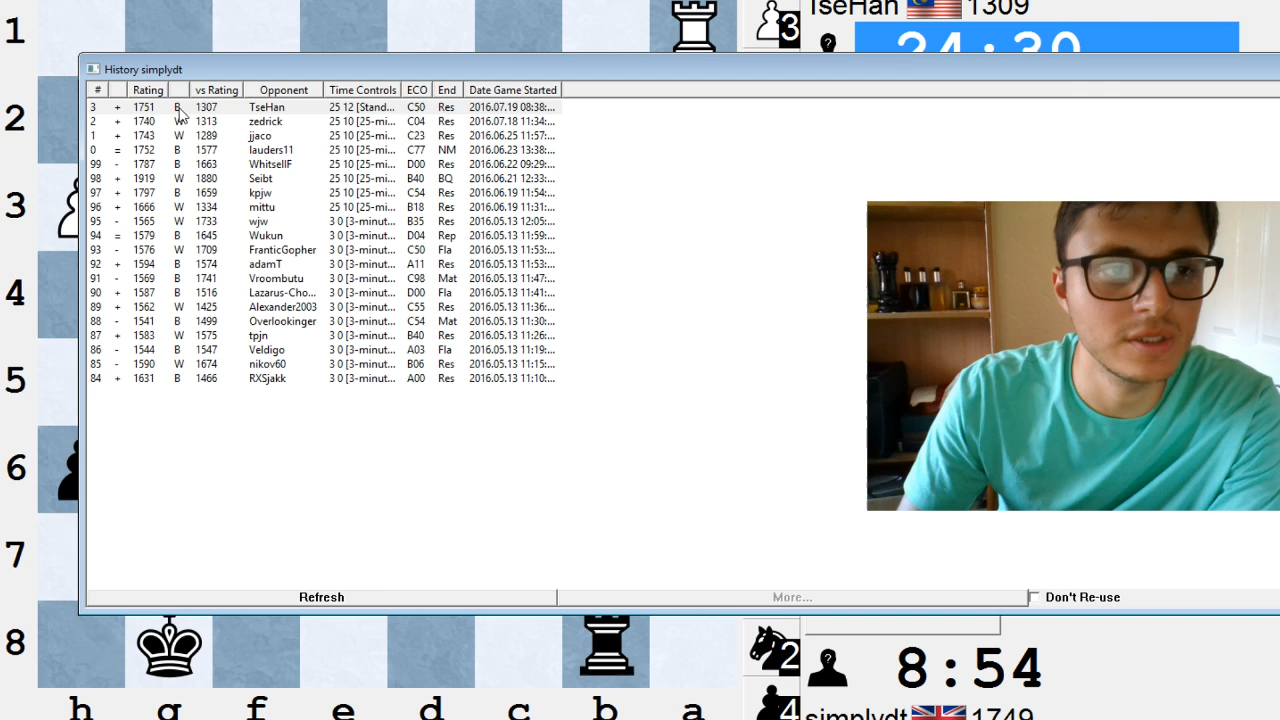 TseHan 1309
24:30
1
3
History simplydt
# Rating vs Rating Opponent Time Controls ECO End Date Game Started
3 + 1751 B 1307 TseHan 25 12 [Stand... C50 Res 2016.07.19 08:38:...
2 + 1740 W 1313 zedrick 25 10 [25-mi... C04 Res 2016.07.18 11:34:...
1 + 1743 W 1289 jjaco 25 10 [25-mi... C23 Res 2016.06.25 11:57:...
0 = 1752 B 1577 lauders11 25 10 [25-mi... C77 NM 2016.06.23 13:38:...
99 - 1787 B 1663 WhitsellF 25 10 [25-mi... D00 Res 2016.06.22 09:29:...
98 + 1919 W 1880 Seibt 25 10 [25-mi... B40 BQ 2016.06.21 12:33:...
97 + 1797 B 1659 kpjw 25 10 [25-mi... C54 Res 2016.06.19 11:54:...
96 + 1666 W 1334 mittu 25 10 [25-mi... B18 Res 2016.06.19 11:31:...
95 - 1565 W 1733 wjw 3 0 [3-minut... B35 Res 2016.05.13 12:05:...
94 = 1579 B 1645 Wukun 3 0 [3-minut... D04 Rep 2016.05.13 11:59:...
93 - 1576 W 1709 FranticGopher 3 0 [3-minut... C50 Fla 2016.05.13 11:53:...
92 + 1594 B 1574 adamT 3 0 [3-minut... A11 Res 2016.05.13 11:53:...
91 - 1569 B 1741 Vroombutu 3 0 [3-minut... C98 Mat 2016.05.13 11:47:...
90 + 1587 B 1516 Lazarus-Cho... 3 0 [3-minut... D00 Fla 2016.05.13 11:41:...
89 + 1562 W 1425 Alexander2003 3 0 [3-minut... C55 Res 2016.05.13 11:36:...
88 - 1541 B 1499 Overlookinger 3 0 [3-minut... C54 Mat 2016.05.13 11:30:...
87 + 1583 W 1575 tpjn 3 0 [3-minut... B40 Res 2016.05.13 11:26:...
86 - 1544 B 1547 Veldigo 3 0 [3-minut... A03 Fla 2016.05.13 11:19:...
85 - 1590 W 1674 nikov60 3 0 [3-minut... B06 Res 2016.05.13 11:15:...
84 + 1631 B 1466 RXSjakk 3 0 [3-minut... A00 Res 2016.05.13 11:10:...
Refresh More... Don't Re-use
2
3
4
5
6
7
8
2
8:54
4
simplydt 1749
h g f e d c b a